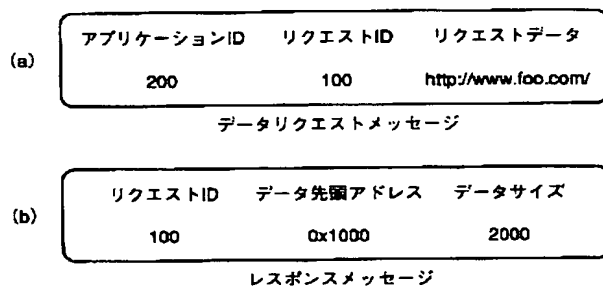 (a)
アプリケーションID リクエストID リクエストデータ
200 100 http://www.foo.com/
データリクエストメッセージ
(b)
リクエストID データ先頭アドレス データサイズ
100 0x1000 2000
レスポンスメッセージ